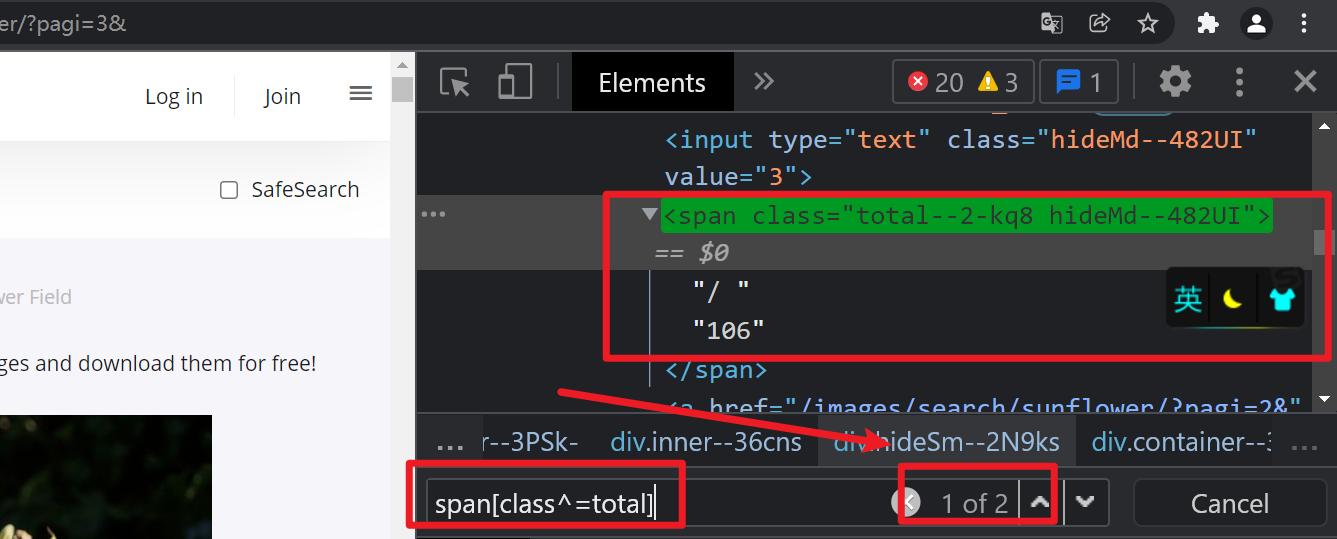 er/?pagi=3&
Log in
Join
Elements
20
3
1
<input type="text" class="hideMd--482UI"
value="3">
SafeSearch
<span class="total--2-kq8 hideMd--482UI">
== $0
"/ "
"106"
英
</span>
<a href="/images/search/sunflower/?pagi=2&"
wer Field
ges and download them for free!
... r--3PSk- div.inner--36cns div.hideSm--2N9ks div.container--3 ...
span[class^=total]
1 of 2
Cancel